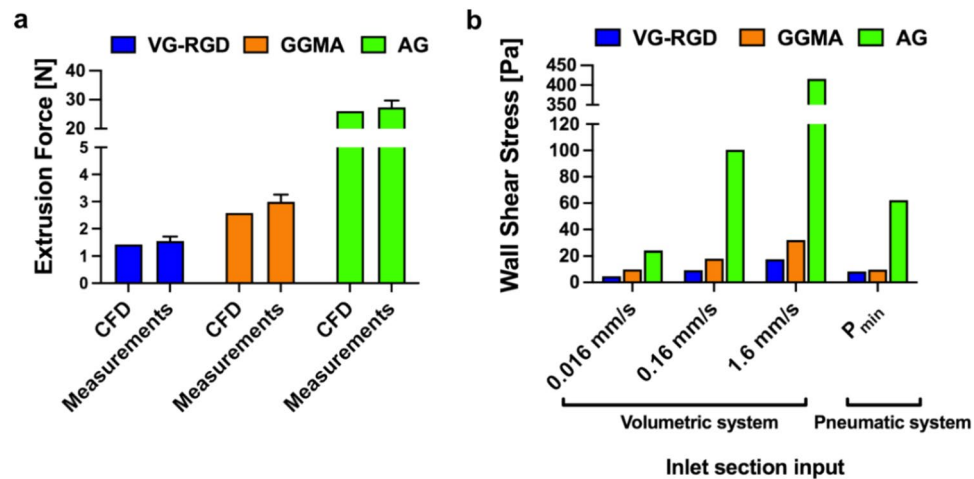 a
VG-RGD GGMA AG
Extrusion Force [N]
40
30
20
5
4
3
2
1
0
CFD
Measurements
CFD
Measurements
CFD
Measurements
b
VG-RGD GGMA AG
Wall Shear Stress [Pa]
450
400
350
120
100
80
60
40
20
0
0.016 mm/s
0.16 mm/s
1.6 mm/s
P min
Volumetric system Pneumatic system
Inlet section input